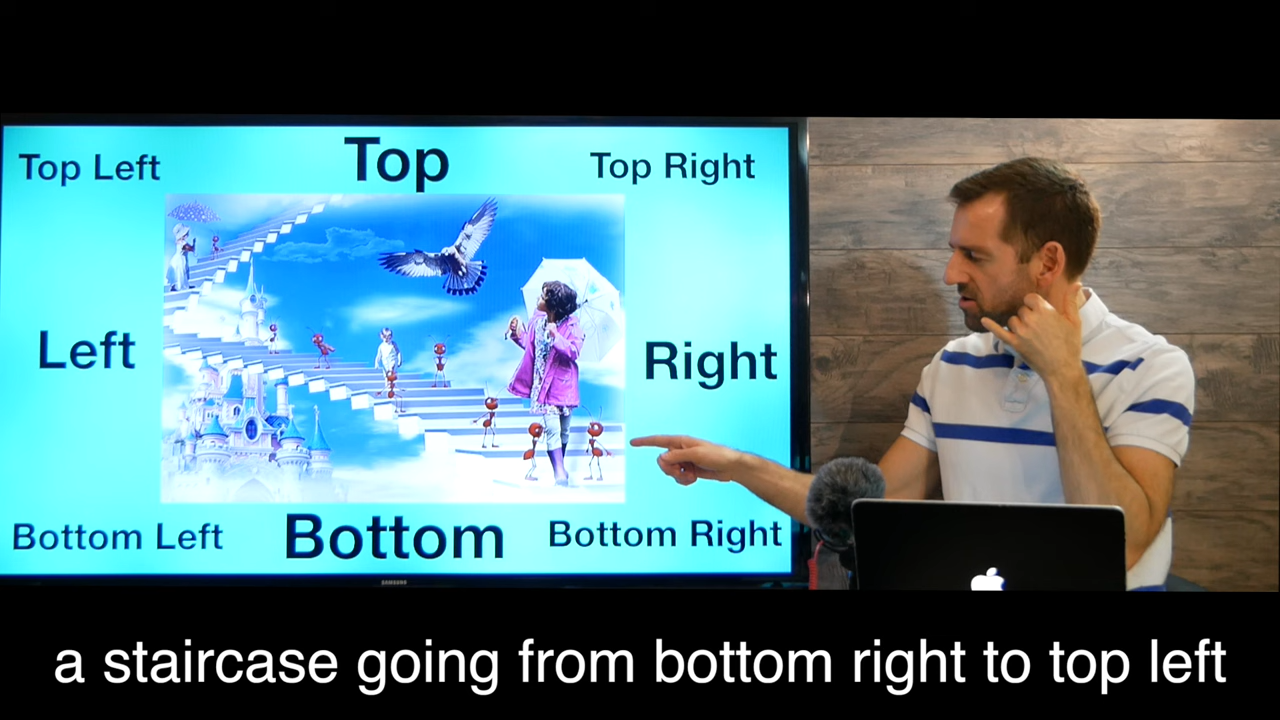 Top Left
Top
Top Right
Left
Right
Bottom Left
Bottom
Bottom Right
SAMSUNG
a staircase going from bottom right to top left